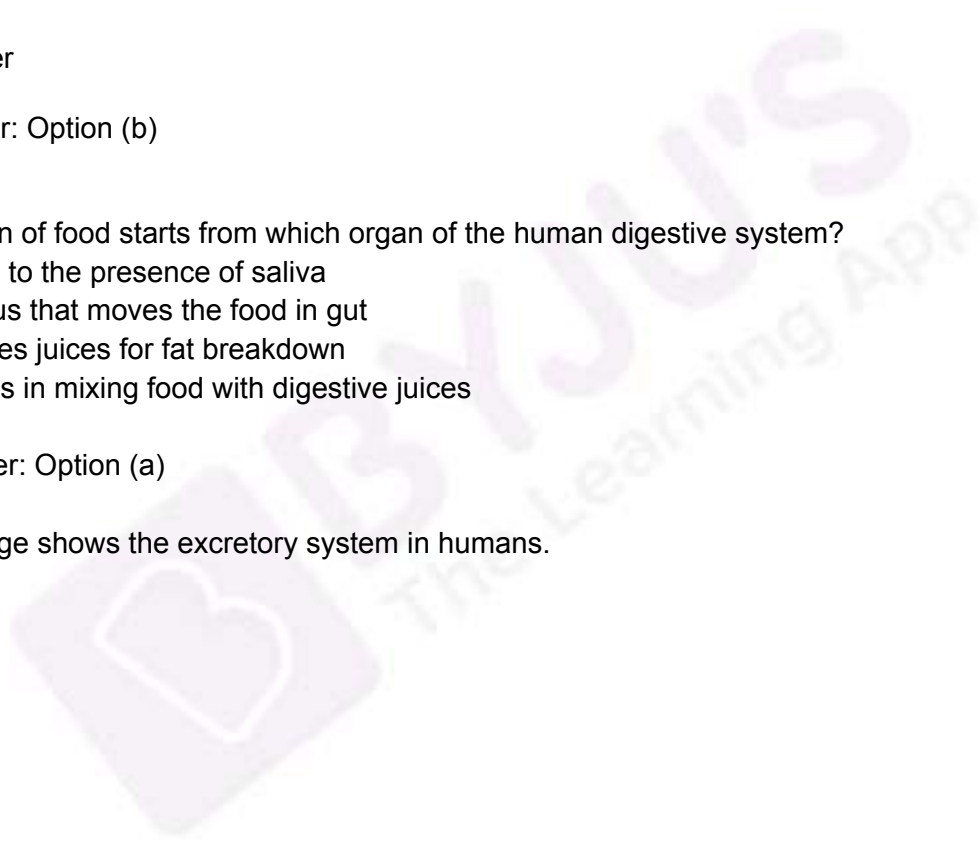 er
r: Option (b)
n of food starts from which organ of the human digestive system?
to the presence of saliva
us that moves the food in gut
es juices for fat breakdown
s in mixing food with digestive juices
er: Option (a)
ge shows the excretory system in humans.
BYJU'S
The Learning App